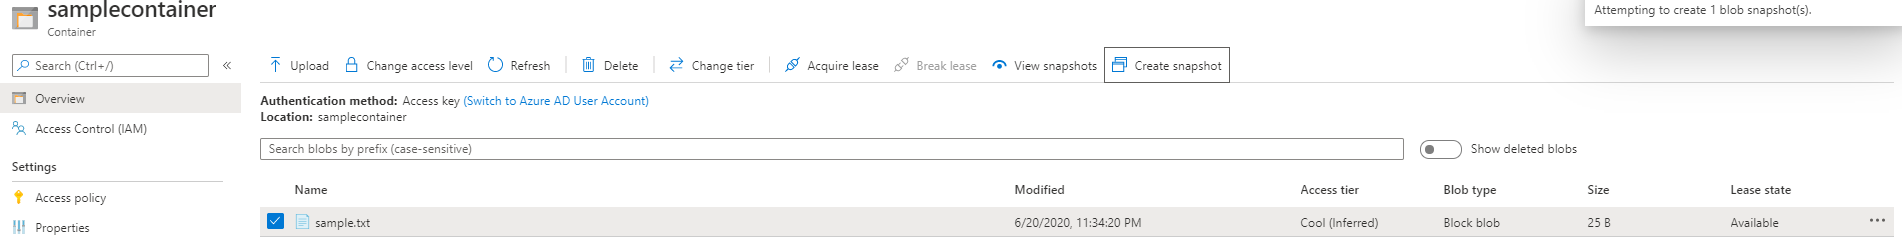 samplecontainer
Container
Attempting to create 1 blob snapshot(s).
Search (Ctrl+/)
«
Upload Change access level Refresh Delete Change tier Acquire lease Break lease View snapshots Create snapshot
Overview
Access Control (IAM)
Settings
Access policy
Properties
Authentication method: Access key (Switch to Azure AD User Account)
Location: samplecontainer
Search blobs by prefix (case-sensitive)
Show deleted blobs
Name Modified Access tier Blob type Size Lease state
sample.txt 6/20/2020, 11:34:20 PM Cool (Inferred) Block blob 25 B Available ...